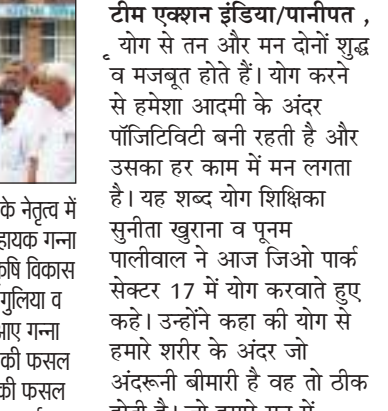 के नेतृत्व में
हायक गन्ना
विकास
गुलिया व
आए गन्ना
की फसल
की फसल
टीम एक्शन इंडिया/पानीपत ,
योग से तन और मन दोनों शुद्ध
व मजबूत होते हैं। योग करने
से हमेशा आदमी के अंदर
पॉजिटिविटी बनी रहती है और
उसका हर काम में मन लगता
है। यह शब्द योग शिक्षिका
सुनीता खुराना व पूनम
पालीवाल ने आज जिओ पार्क
सेक्टर 17 में योग करवाते हुए
कहे। उन्होंने कहा की योग से
हमारे शरीर के अंदर जो
अंदरूनी बीमारी है वह तो ठीक